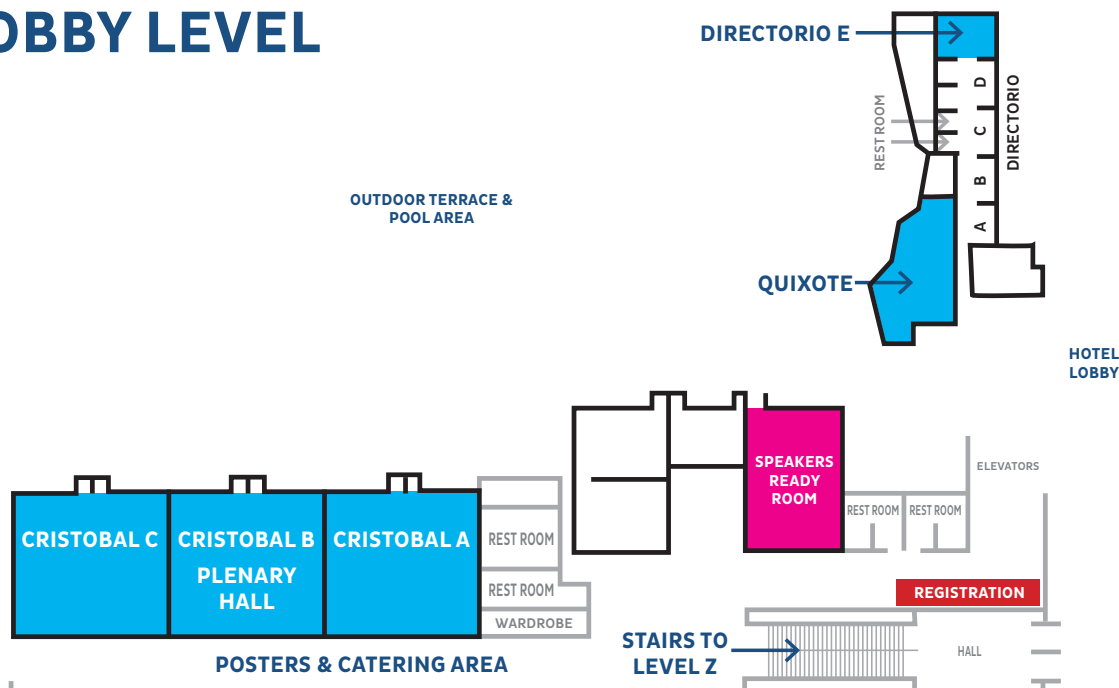 OBBY LEVEL
DIRECTORIO E
D
C
B
A
DIRECTORIO
REST ROOM
OUTDOOR TERRACE &
POOL AREA
QUIXOTE
HOTEL
LOBBY
SPEAKERS
READY
ROOM
ELEVATORS
REST ROOM
REST ROOM
CRISTOBAL C
CRISTOBAL B
PLENARY
HALL
CRISTOBAL A
REST ROOM
REST ROOM
WARDROBE
REGISTRATION
POSTERS & CATERING AREA
STAIRS TO
LEVEL Z
HALL